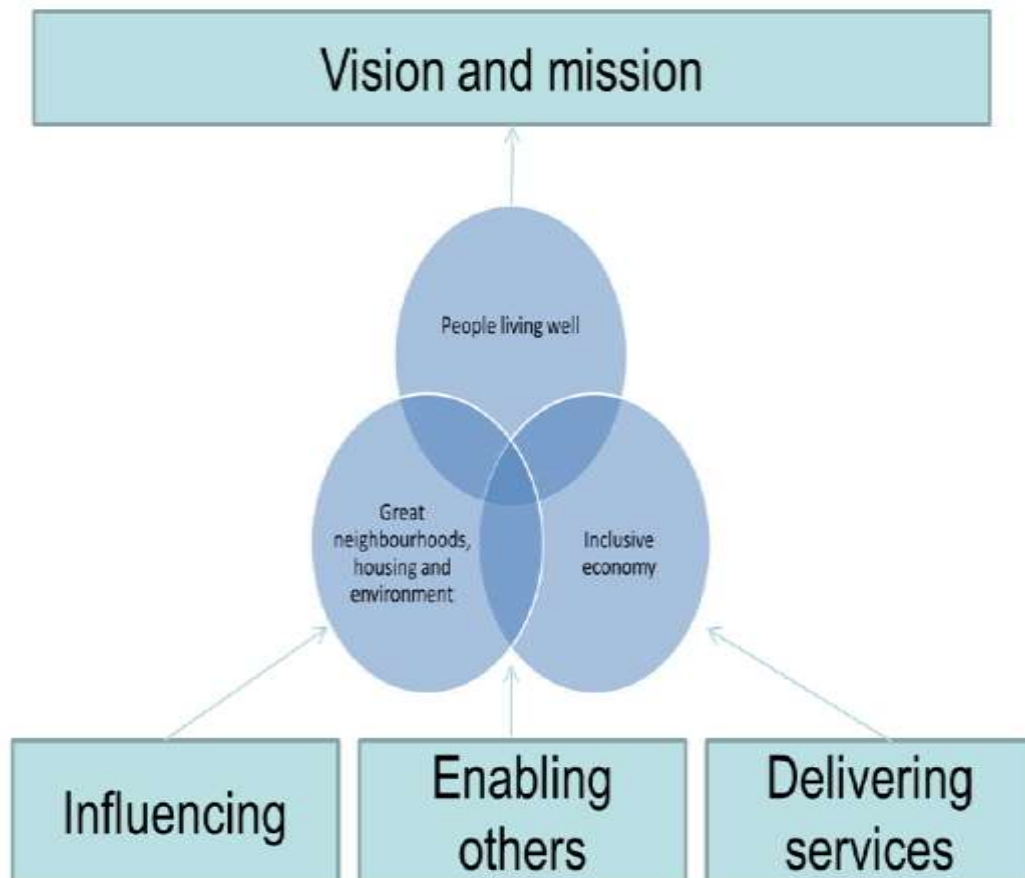 Vision and mission
People living well
Great
neighbourhoods,
housing and
environment
Inclusive
economy
Influencing
Enabling
others
Delivering
services